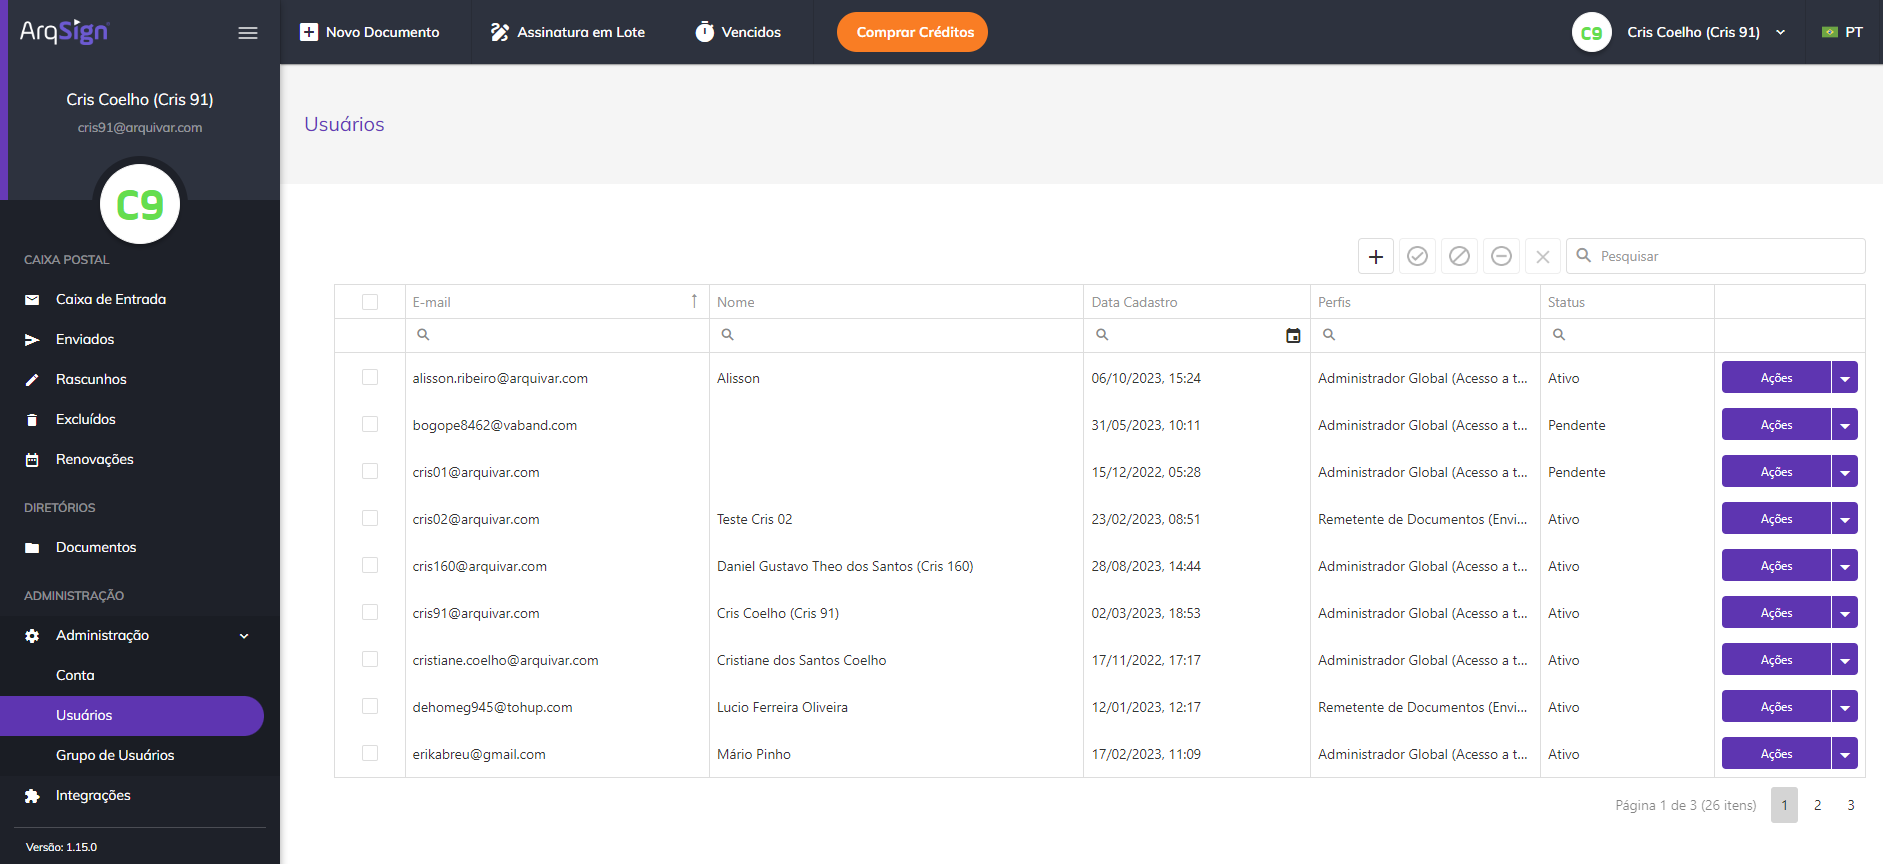 ArqSign
Novo Documento
Assinatura em Lote
Vencidos
Comprar Créditos
C9
Cris Coelho (Cris 91)
PT
Cris Coelho (Cris 91)
cris91@arquivar.com
C9
CAIXA POSTAL
Caixa de Entrada
Enviados
Rascunhos
Excluídos
Renovações
DIRETÓRIOS
Documentos
ADMINISTRAÇÃO
Administração
Conta
Usuários
Grupo de Usuários
Integrações
Versão: 1.15.0
Usuários
Pesquisar
E-mail Nome Data Cadastro Perfis Status
alisson.ribeiro@arquivar.com Alisson 06/10/2023, 15:24 Administrador Global (Acesso a t... Ativo Ações
bogope8462@vaband.com 31/05/2023, 10:11 Administrador Global (Acesso a t... Pendente Ações
cris01@arquivar.com 15/12/2022, 05:28 Administrador Global (Acesso a t... Pendente Ações
cris02@arquivar.com Teste Cris 02 23/02/2023, 08:51 Remetente de Documentos (Envi... Ativo Ações
cris160@arquivar.com Daniel Gustavo Theo dos Santos (Cris 160) 28/08/2023, 14:44 Administrador Global (Acesso a t... Ativo Ações
cris91@arquivar.com Cris Coelho (Cris 91) 02/03/2023, 18:53 Administrador Global (Acesso a t... Ativo Ações
cristiane.coelho@arquivar.com Cristiane dos Santos Coelho 17/11/2022, 17:17 Administrador Global (Acesso a t... Ativo Ações
dehomeg945@tohup.com Lucio Ferreira Oliveira 12/01/2023, 12:17 Remetente de Documentos (Envi... Ativo Ações
erikabreu@gmail.com Mário Pinho 17/02/2023, 11:09 Administrador Global (Acesso a t... Ativo Ações
Página 1 de 3 (26 itens) 1 2 3